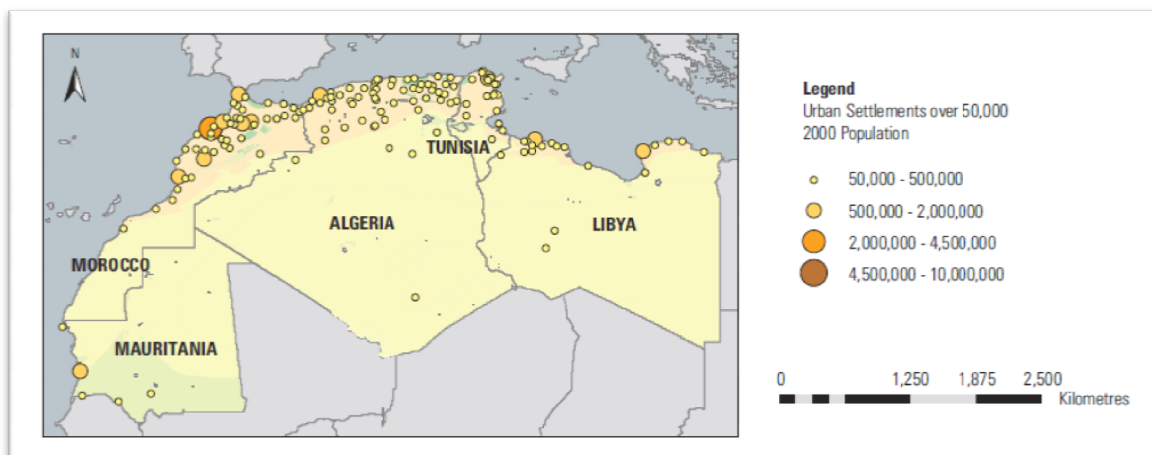 N
TUNISIA
ALGERIA
LIBYA
MOROCCO
MAURITANIA
Legend
Urban Settlements over 50,000
2000 Population
50,000 - 500,000
500,000 - 2,000,000
2,000,000 - 4,500,000
4,500,000 - 10,000,000
0 1,250 1,875 2,500
Kilometres